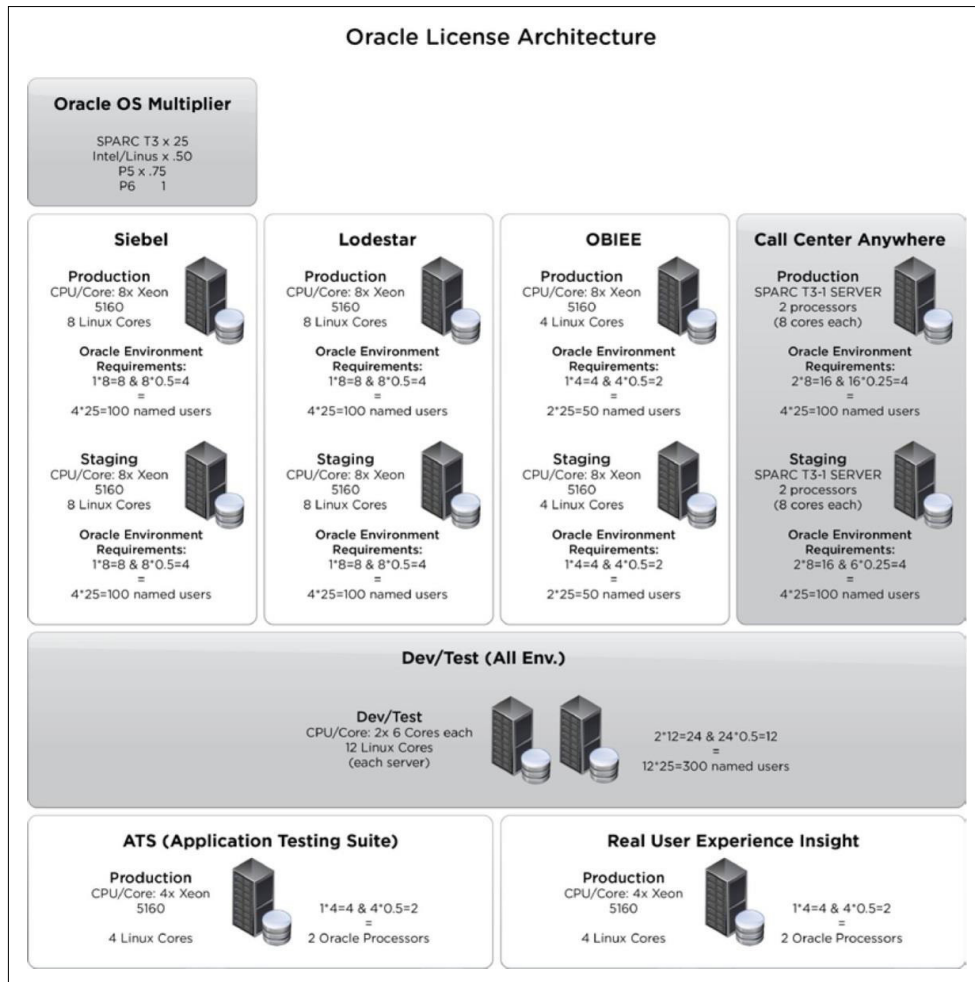 Oracle License Architecture
Oracle OS Multiplier
SPARC T3 x 25
Intel/Linus x .50
P5 x .75
P6 1
Siebel
Production
CPU/Core: 8x Xeon
5160
8 Linux Cores
Oracle Environment
Requirements:
1*8=8 & 8*0.5=4
=
4*25=100 named users
Staging
CPU/Core: 8x Xeon
5160
8 Linux Cores
Oracle Environment
Requirements:
1*8=8 & 8*0.5=4
=
4*25=100 named users
Lodestar
Production
CPU/Core: 8x Xeon
5160
8 Linux Cores
Oracle Environment
Requirements:
1*8=8 & 8*0.5=4
=
4*25=100 named users
Staging
CPU/Core: 8x Xeon
5160
8 Linux Cores
Oracle Environment
Requirements:
1*8=8 & 8*0.5=4
=
4*25=100 named users
OBIEE
Production
CPU/Core: 8x Xeon
5160
4 Linux Cores
Oracle Environment
Requirements:
1*4=4 & 4*0.5=2
=
2*25=50 named users
Staging
CPU/Core: 8x Xeon
5160
4 Linux Cores
Oracle Environment
Requirements:
1*4=4 & 4*0.5=2
=
2*25=50 named users
Call Center Anywhere
Production
SPARC T3-1 SERVER
2 processors
(8 cores each)
Oracle Environment
Requirements:
2*8=16 & 16*0.25=4
=
4*25=100 named users
Staging
SPARC T3-1 SERVER
2 processors
(8 cores each)
Oracle Environment
Requirements:
2*8=16 & 6*0.25=4
=
4*25=100 named users
Dev/Test (All Env.)
Dev/Test
CPU/Core: 2x 6 Cores each
12 Linux Cores
(each server)
2*12=24 & 24*0.5=12
=
12*25=300 named users
ATS (Application Testing Suite)
Production
CPU/Core: 4x Xeon
5160
4 Linux Cores
1*4=4 & 4*0.5=2
=
2 Oracle Processors
Real User Experience Insight
Production
CPU/Core: 4x Xeon
5160
4 Linux Cores
1*4=4 & 4*0.5=2
=
2 Oracle Processors